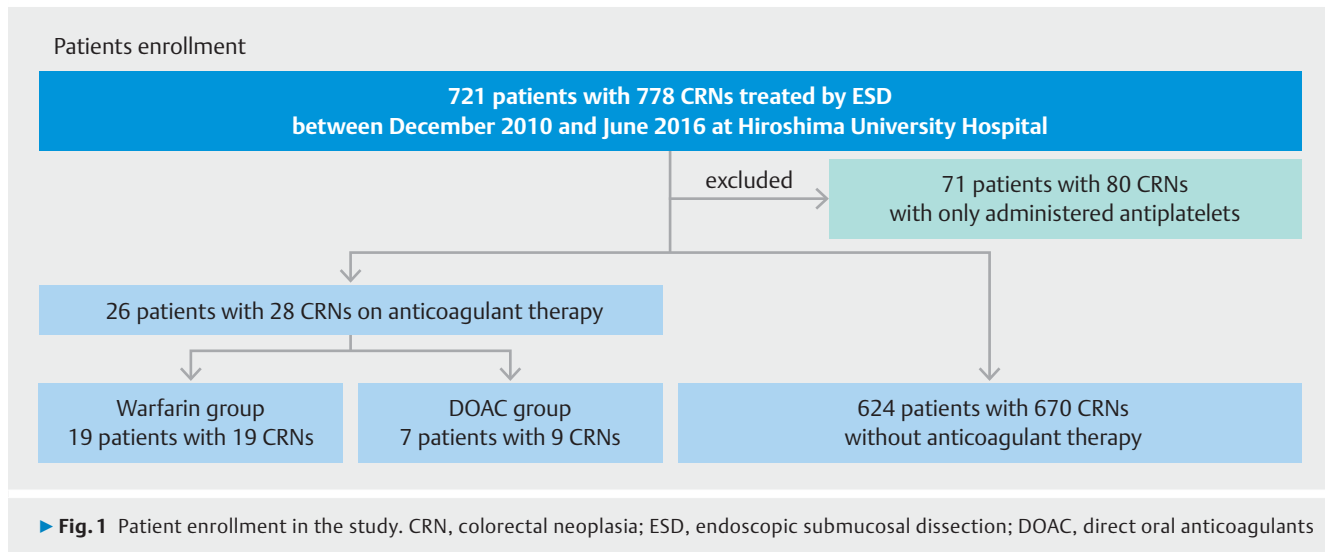 Patients enrollment
721 patients with 778 CRNs treated by ESD
between December 2010 and June 2016 at Hiroshima University Hospital
excluded
71 patients with 80 CRNs
with only administered antiplatelets
26 patients with 28 CRNs on anticoagulant therapy
Warfarin group
19 patients with 19 CRNs
DOAC group
7 patients with 9 CRNs
624 patients with 670 CRNs
without anticoagulant therapy
▶ Fig. 1 Patient enrollment in the study. CRN, colorectal neoplasia; ESD, endoscopic submucosal dissection; DOAC, direct oral anticoagulants